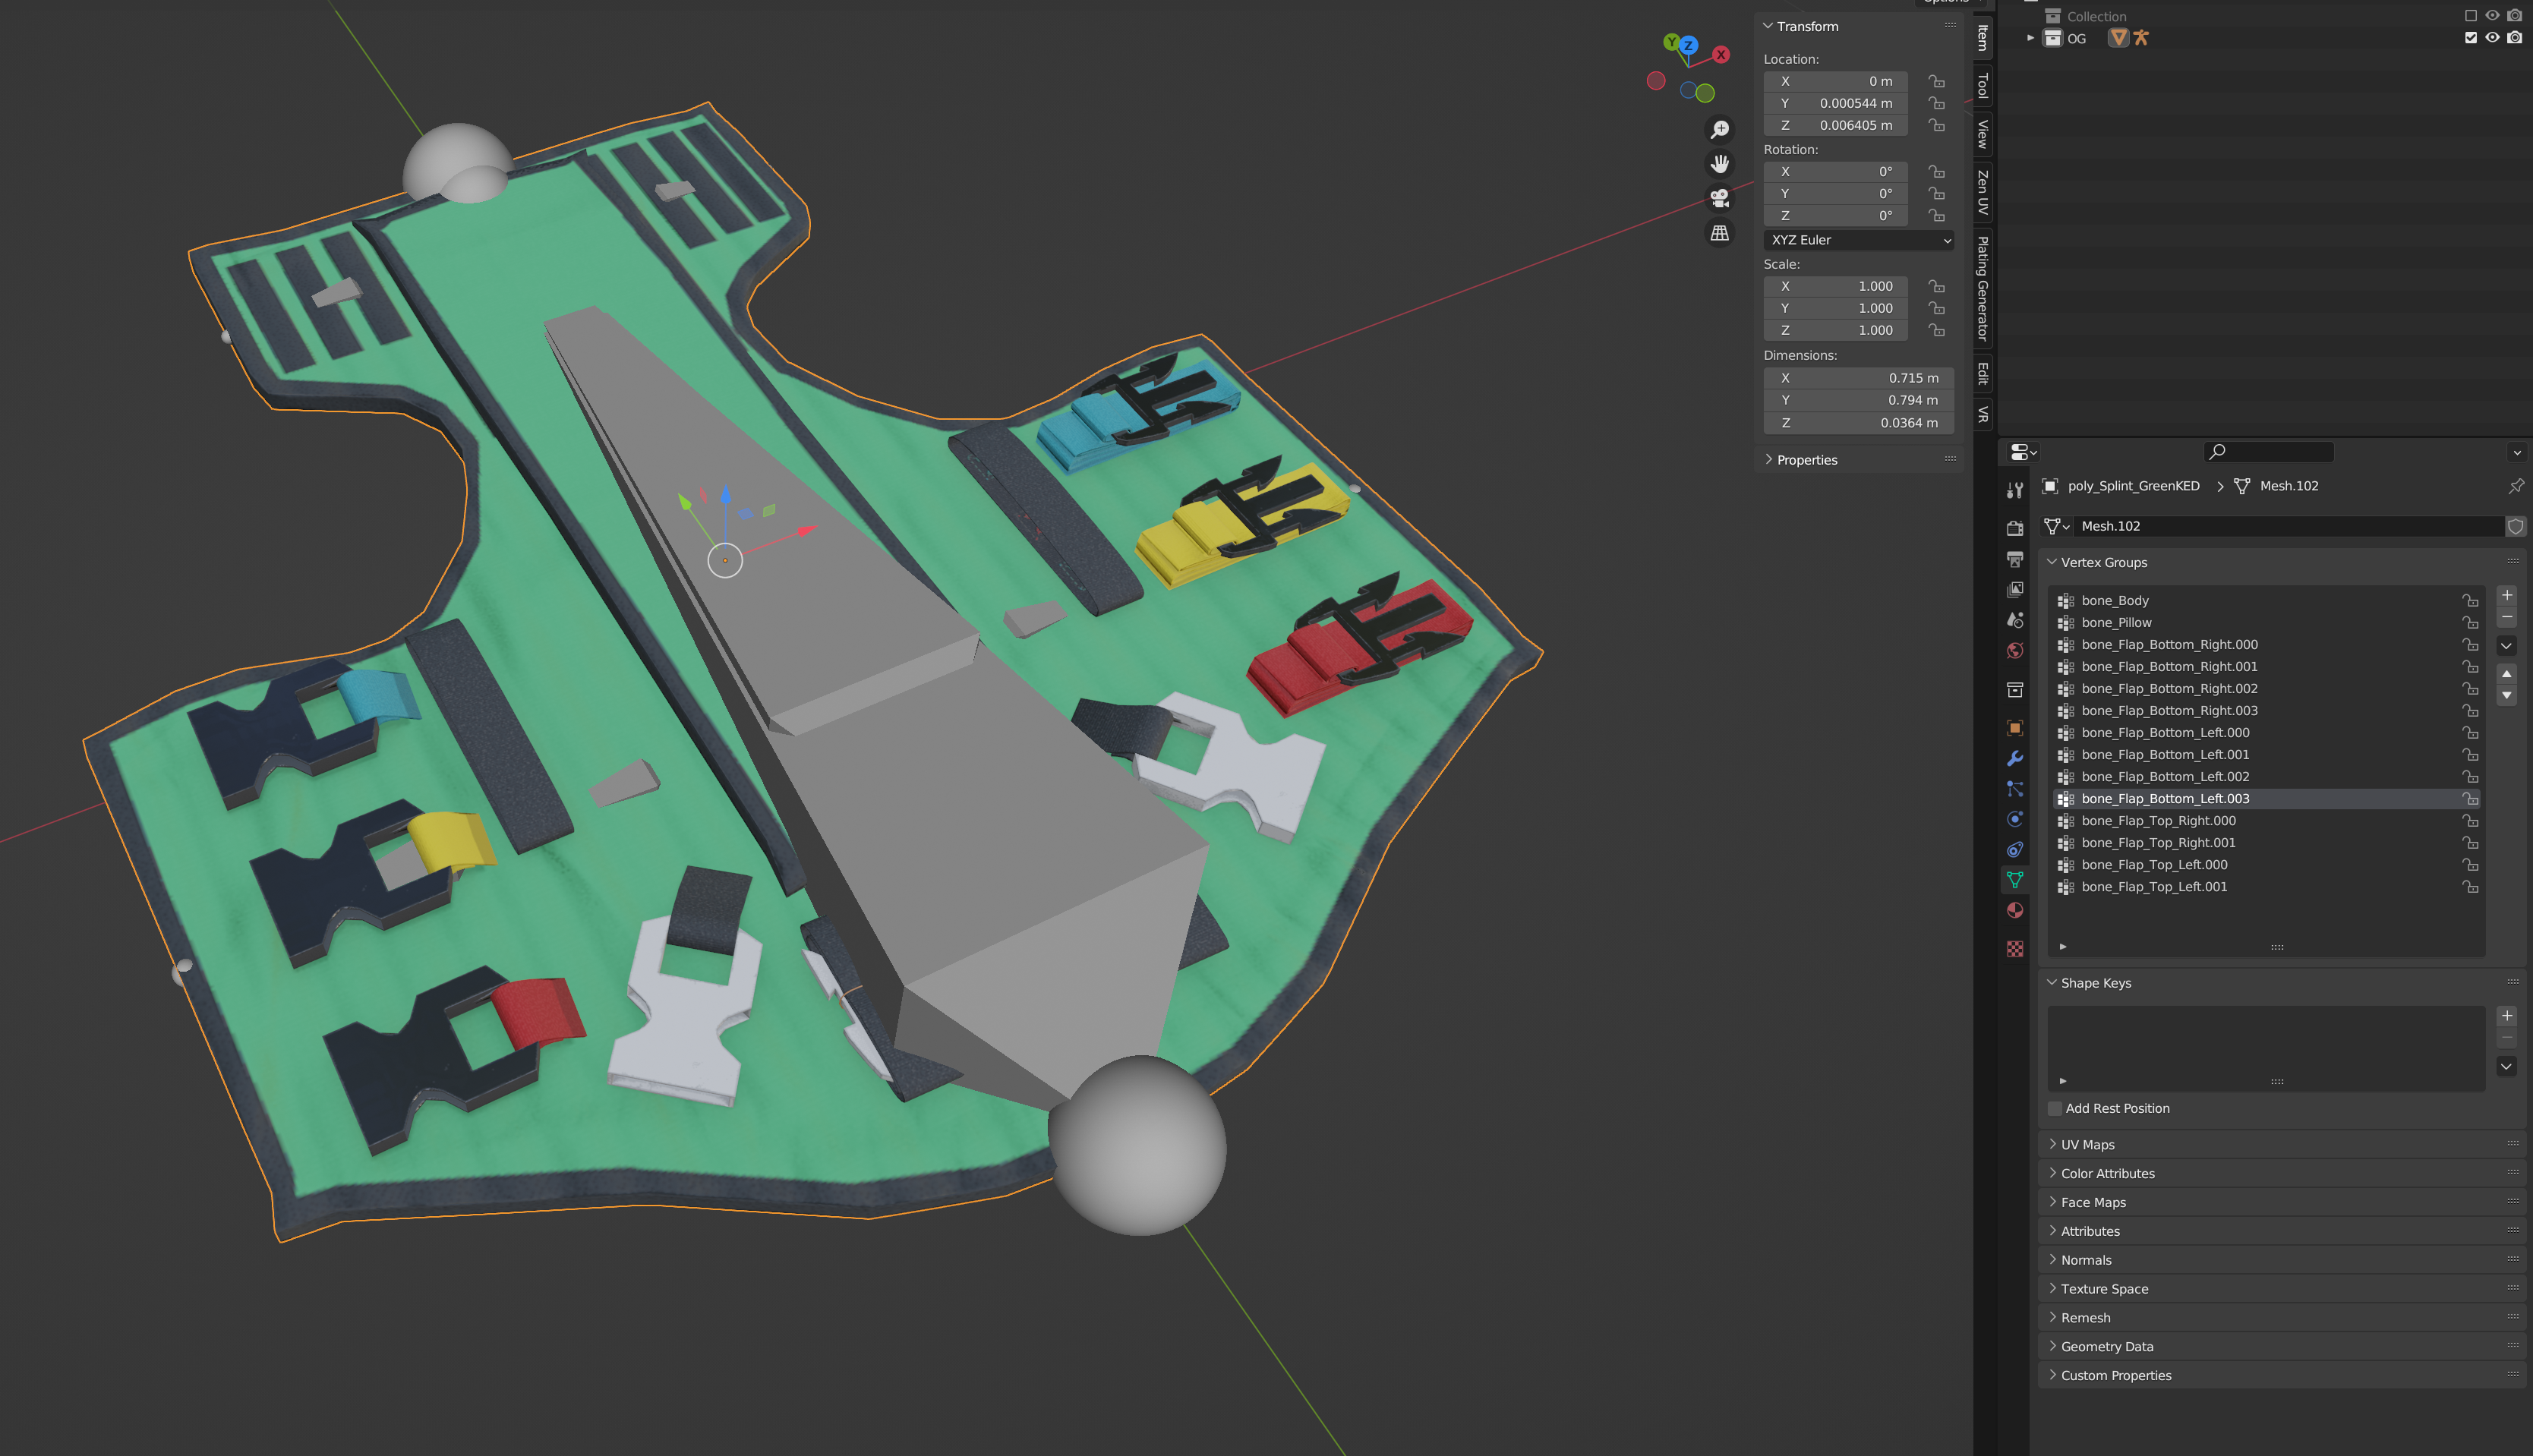 Options
Transform
Location:
X 0 m
Y 0.000544 m
Z 0.006405 m
Rotation:
X 0°
Y 0°
Z 0°
XYZ Euler
Scale:
X 1.000
Y 1.000
Z 1.000
Dimensions:
X 0.715 m
Y 0.794 m
Z 0.0364 m
Properties
Y
Z
X
Item
Tool
View
Zen UV
Plating Generator
Edit
VR
Collection
OG
poly_Splint_GreenKED Mesh.102
Mesh.102
Vertex Groups
bone_Body
bone_Pillow
bone_Flap_Bottom_Right.000
bone_Flap_Bottom_Right.001
bone_Flap_Bottom_Right.002
bone_Flap_Bottom_Right.003
bone_Flap_Bottom_Left.000
bone_Flap_Bottom_Left.001
bone_Flap_Bottom_Left.002
bone_Flap_Bottom_Left.003
bone_Flap_Top_Right.000
bone_Flap_Top_Right.001
bone_Flap_Top_Left.000
bone_Flap_Top_Left.001
Shape Keys
Add Rest Position
UV Maps
Color Attributes
Face Maps
Attributes
Normals
Texture Space
Remesh
Geometry Data
Custom Properties